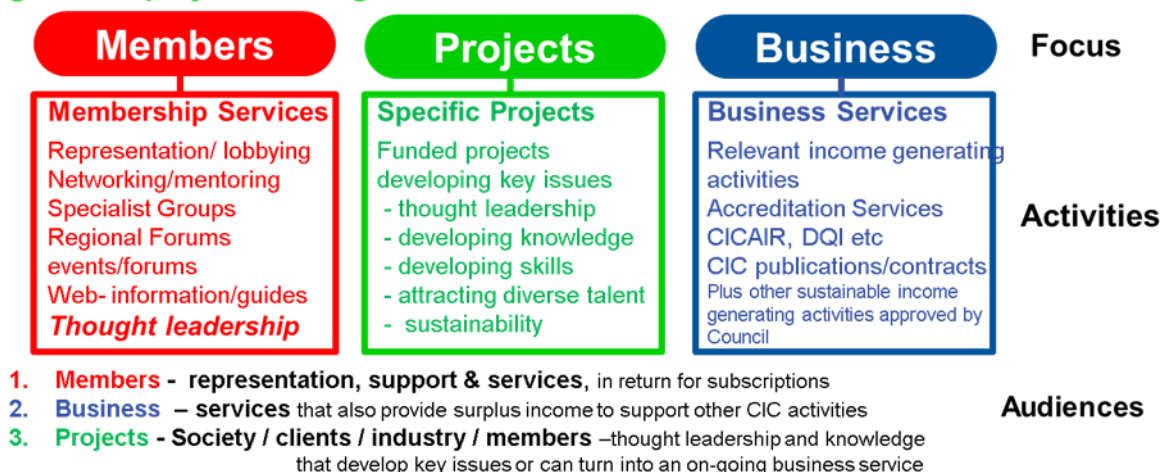 Members
Projects
Business
Focus
Membership Services
Representation/ lobbying
Networking/mentoring
Specialist Groups
Regional Forums
events/forums
Web- information/guides
Thought leadership
Specific Projects
Funded projects
developing key issues
- thought leadership
- developing knowledge
- developing skills
- attracting diverse talent
- sustainability
Business Services
Relevant income generating
activities
Accreditation Services
CICAIR, DQI etc
CIC publications/contracts
Plus other sustainable income
generating activities approved by
Council
Activities
1. Members - representation, support & services, in return for subscriptions
2. Business – services that also provide surplus income to support other CIC activities
3. Projects - Society / clients / industry / members –thought leadership and knowledge
that develop key issues or can turn into an on-going business service
Audiences